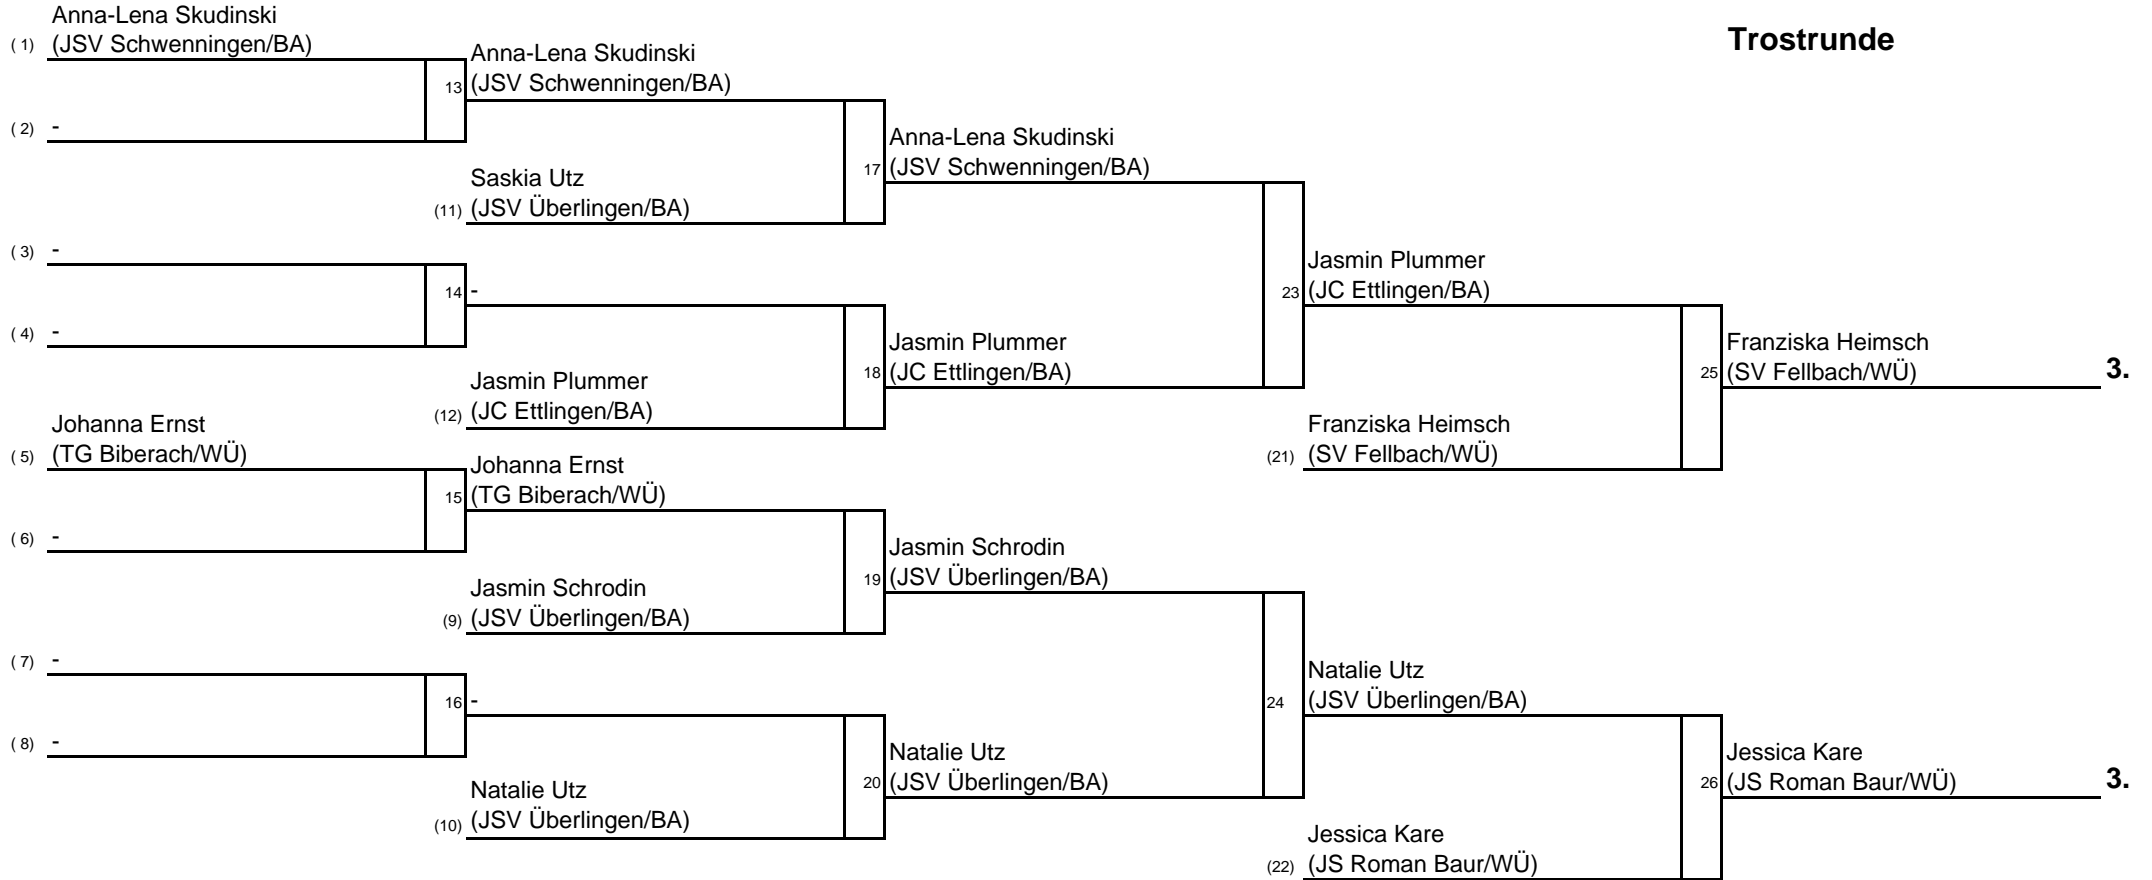 Trostrunde
Anna-Lena Skudinski
( 1) (JSV Schwenningen/BA)
( 2) -
( 3) -
( 4) -
Johanna Ernst
( 5) (TG Biberach/WÜ)
( 6) -
( 7) -
( 8) -
Anna-Lena Skudinski
13 (JSV Schwenningen/BA)
Saskia Utz
(11) (JSV Überlingen/BA)
14 -
Jasmin Plummer
(12) (JC Ettlingen/BA)
Johanna Ernst
15 (TG Biberach/WÜ)
Jasmin Schrodin
(9) (JSV Überlingen/BA)
16 -
Natalie Utz
(10) (JSV Überlingen/BA)
Anna-Lena Skudinski
17 (JSV Schwenningen/BA)
Jasmin Plummer
18 (JC Ettlingen/BA)
Jasmin Schrodin
19 (JSV Überlingen/BA)
Natalie Utz
20 (JSV Überlingen/BA)
Jasmin Plummer
23 (JC Ettlingen/BA)
Franziska Heimsch
(21) (SV Fellbach/WÜ)
Natalie Utz
24 (JSV Überlingen/BA)
Jessica Kare
(22) (JS Roman Baur/WÜ)
Franziska Heimsch
25 (SV Fellbach/WÜ) 3.
Jessica Kare
26 (JS Roman Baur/WÜ) 3.